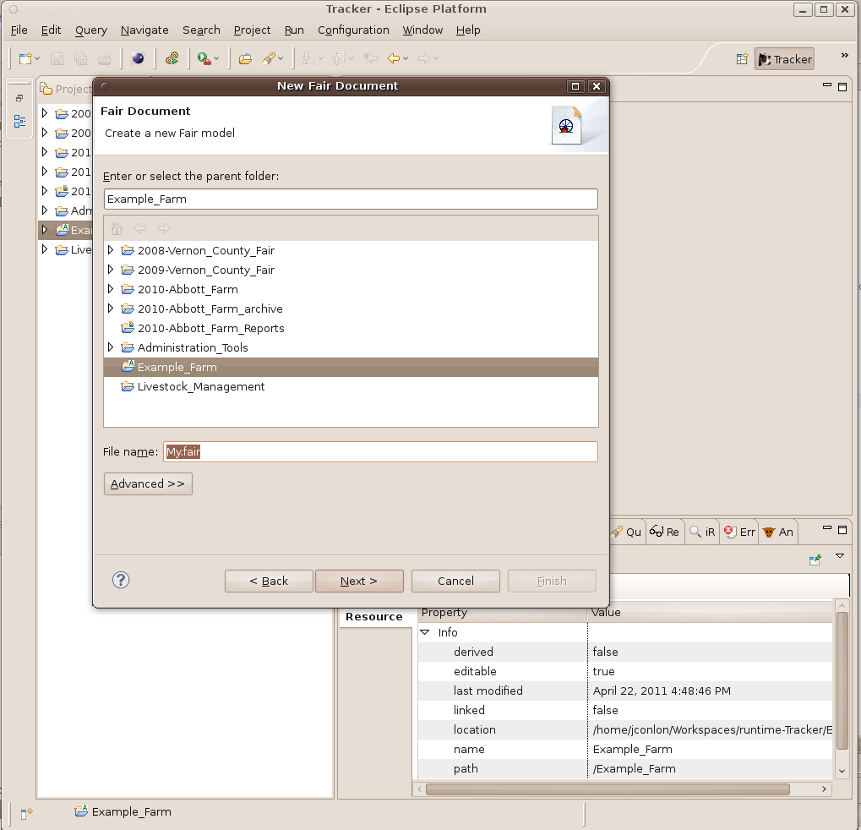 Tracker - Eclipse Platform
File Edit Query Navigate Search Project Run Configuration Window Help
Tracker
Project
New Fair Document
Fair Document
Create a new Fair model
200
200
201
201
201
Adm
Exa
Live
Enter or select the parent folder:
Example_Farm
2008-Vernon_County_Fair
2009-Vernon_County_Fair
2010-Abbott_Farm
2010-Abbott_Farm_archive
2010-Abbott_Farm_Reports
Administration_Tools
Example_Farm
Livestock_Management
File name: My.fair
Advanced >>
< Back Next > Cancel Finish
Qu Re iR Err An
Resource
Property Value
Info
derived false
editable true
last modified April 22, 2011 4:48:46 PM
linked false
location /home/jconlon/Workspaces/runtime-Tracker/E
name Example_Farm
path /Example_Farm
Example_Farm